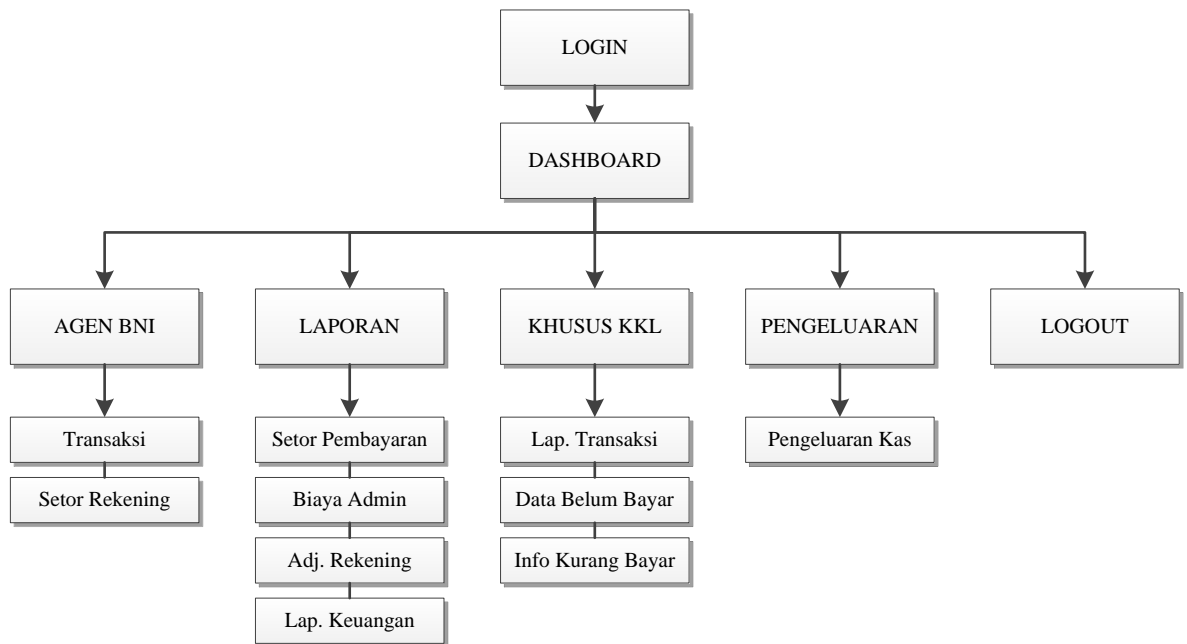 LOGIN
DASHBOARD
AGEN BNI
LAPORAN
KHUSUS KKL
PENGELUARAN
LOGOUT
Transaksi
Setor Pembayaran
Lap. Transaksi
Pengeluaran Kas
Setor Rekening
Biaya Admin
Data Belum Bayar
Adj. Rekening
Info Kurang Bayar
Lap. Keuangan